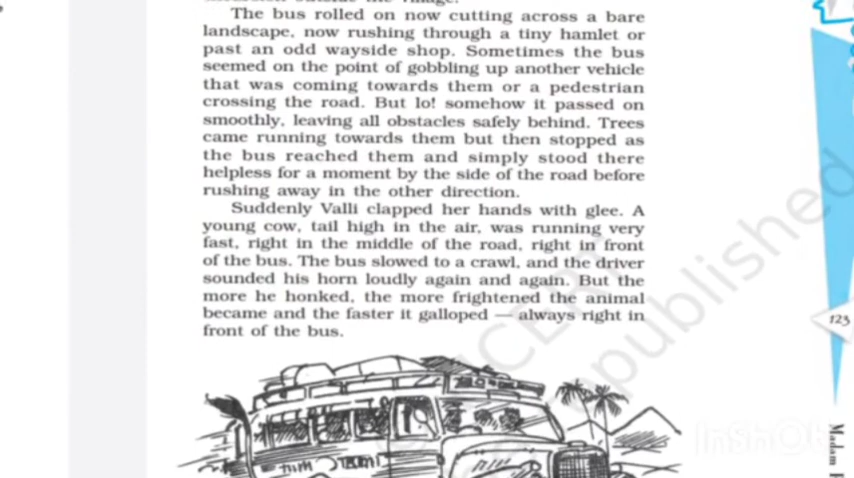 The bus rolled on now cutting across a bare
landscape, now rushing through a tiny hamlet or
past an odd wayside shop. Sometimes the bus
seemed on the point of gobbling up another vehicle
that was coming towards them or a pedestrian
crossing the road. But lo! somehow it passed on
smoothly, leaving all obstacles safely behind. Trees
came running towards them but then stopped as
the bus reached them and simply stood there
helpless for a moment by the side of the road before
rushing away in the other direction.
Suddenly Valli clapped her hands with glee. A
young cow, tail high in the air, was running very
fast, right in the middle of the road, right in front
of the bus. The bus slowed to a crawl, and the driver
sounded his horn loudly again and again. But the
more he honked, the more frightened the animal
became and the faster it galloped — always right in
front of the bus.
123
Madam
InShOt